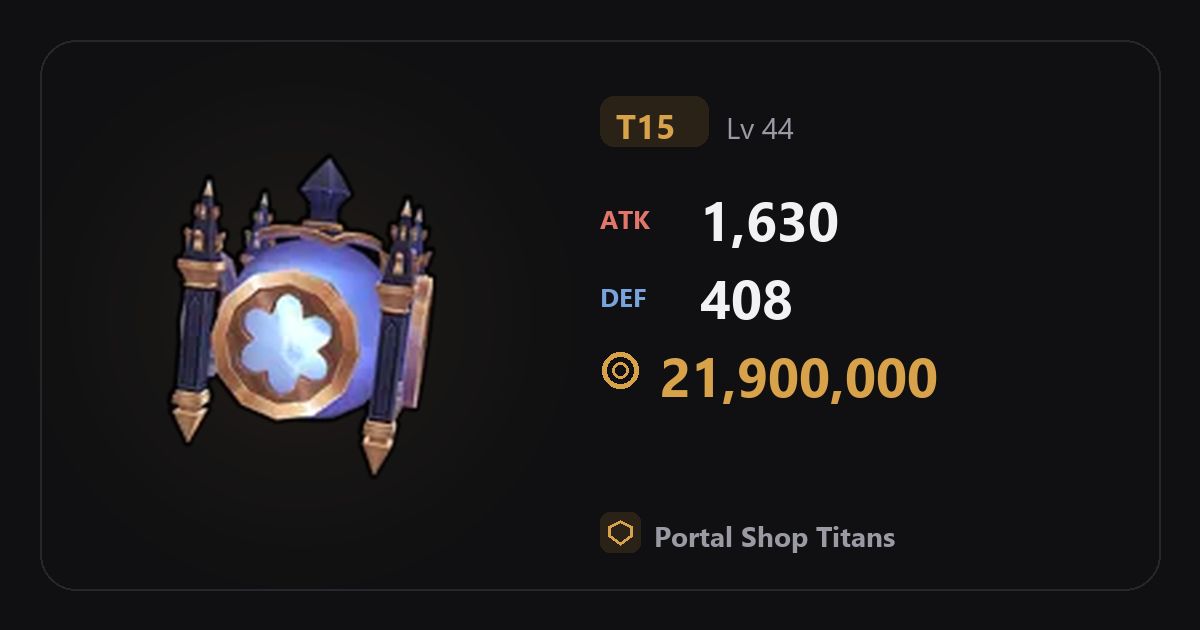 T15 Lv 44
ATK 1,630
DEF 408
21,900,000
Portal Shop Titans